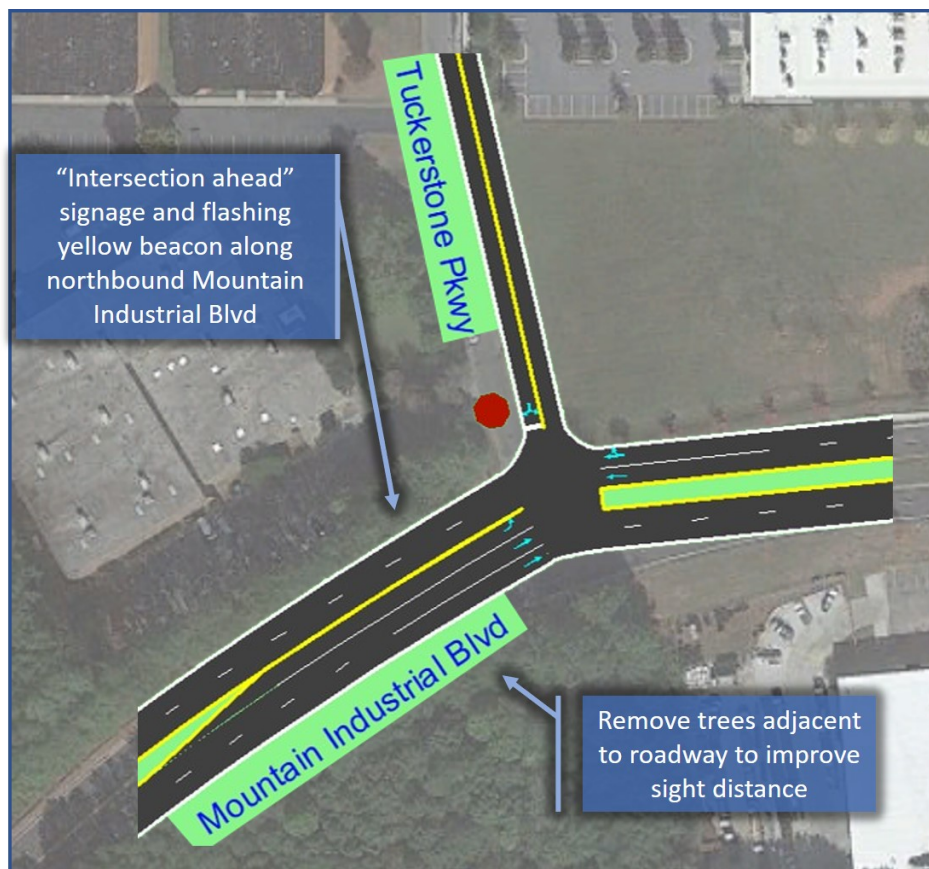 Tuckerstone Pkwy
“Intersection ahead”
signage and flashing
yellow beacon along
northbound Mountain
Industrial Blvd
Mountain Industrial Blvd
Remove trees adjacent
to roadway to improve
sight distance